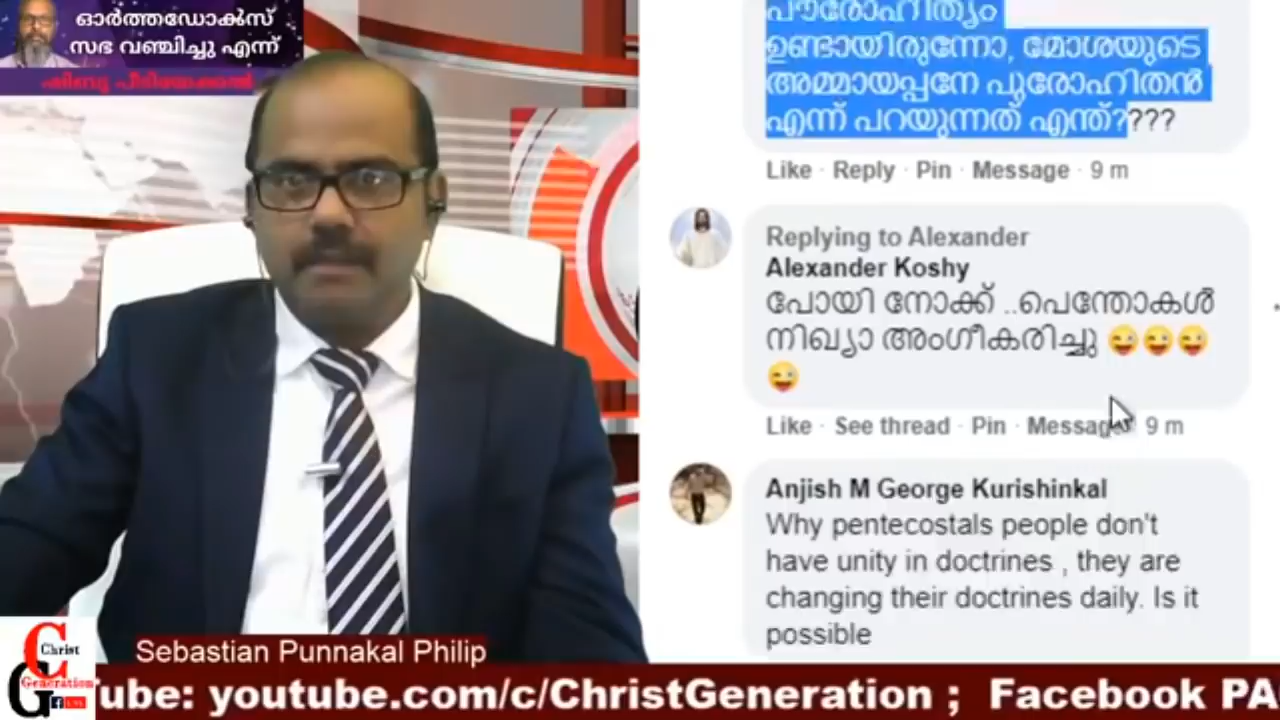 ഓർത്തഡോക്സ്
സഭ വഞ്ചിച്ചു എന്ന്
ഷിബു പീടിയേക്കൽ
പൗരോഹിത്യം
ഉണ്ടായിരുന്നോ, മോശയുടെ
അമ്മായപ്പനേ പുരോഹിതൻ
എന്ന് പറയുന്നത് എന്ത്????
Like · Reply · Pin · Message · 9 m
Replying to Alexander
Alexander Koshy
പോയി നോക്ക് ..പെന്തോകൾ
നിഖ്യാ അംഗീകരിച്ചു 😜😜😜
😜
Like · See thread · Pin · Message · 9 m
Anjish M George Kurishinkal
Why pentecostals people don't
have unity in doctrines , they are
changing their doctrines daily. Is it
possible
Sebastian Punnakal Philip
Christ
Generation
LIVE
ube: youtube.com/c/ChristGeneration ; Facebook PA